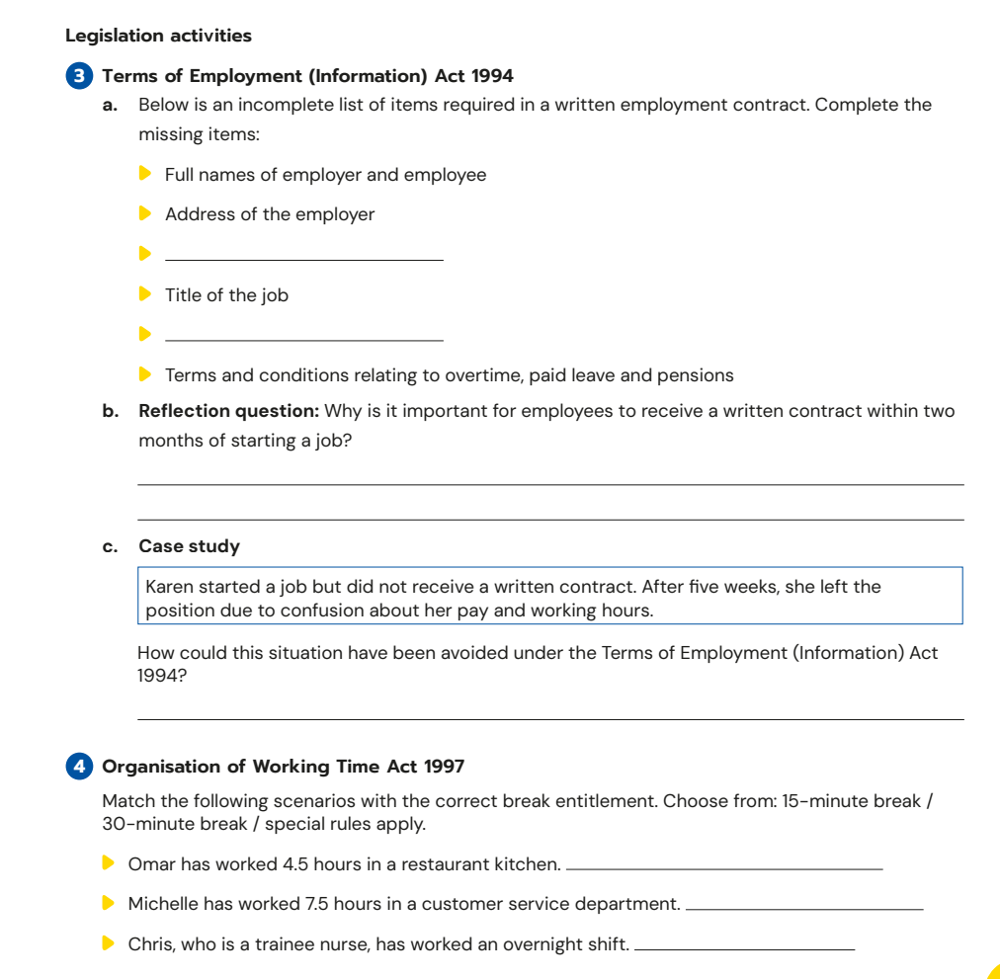 Legislation activities
3 Terms of Employment (Information) Act 1994
a. Below is an incomplete list of items required in a written employment contract. Complete the
missing items:
Full names of employer and employee
Address of the employer
Title of the job
Terms and conditions relating to overtime, paid leave and pensions
b. Reflection question: Why is it important for employees to receive a written contract within two
months of starting a job?
c. Case study
Karen started a job but did not receive a written contract. After five weeks, she left the
position due to confusion about her pay and working hours.
How could this situation have been avoided under the Terms of Employment (Information) Act
1994?
4 Organisation of Working Time Act 1997
Match the following scenarios with the correct break entitlement. Choose from: 15-minute break /
30-minute break / special rules apply.
Omar has worked 4.5 hours in a restaurant kitchen.
Michelle has worked 7.5 hours in a customer service department.
Chris, who is a trainee nurse, has worked an overnight shift.